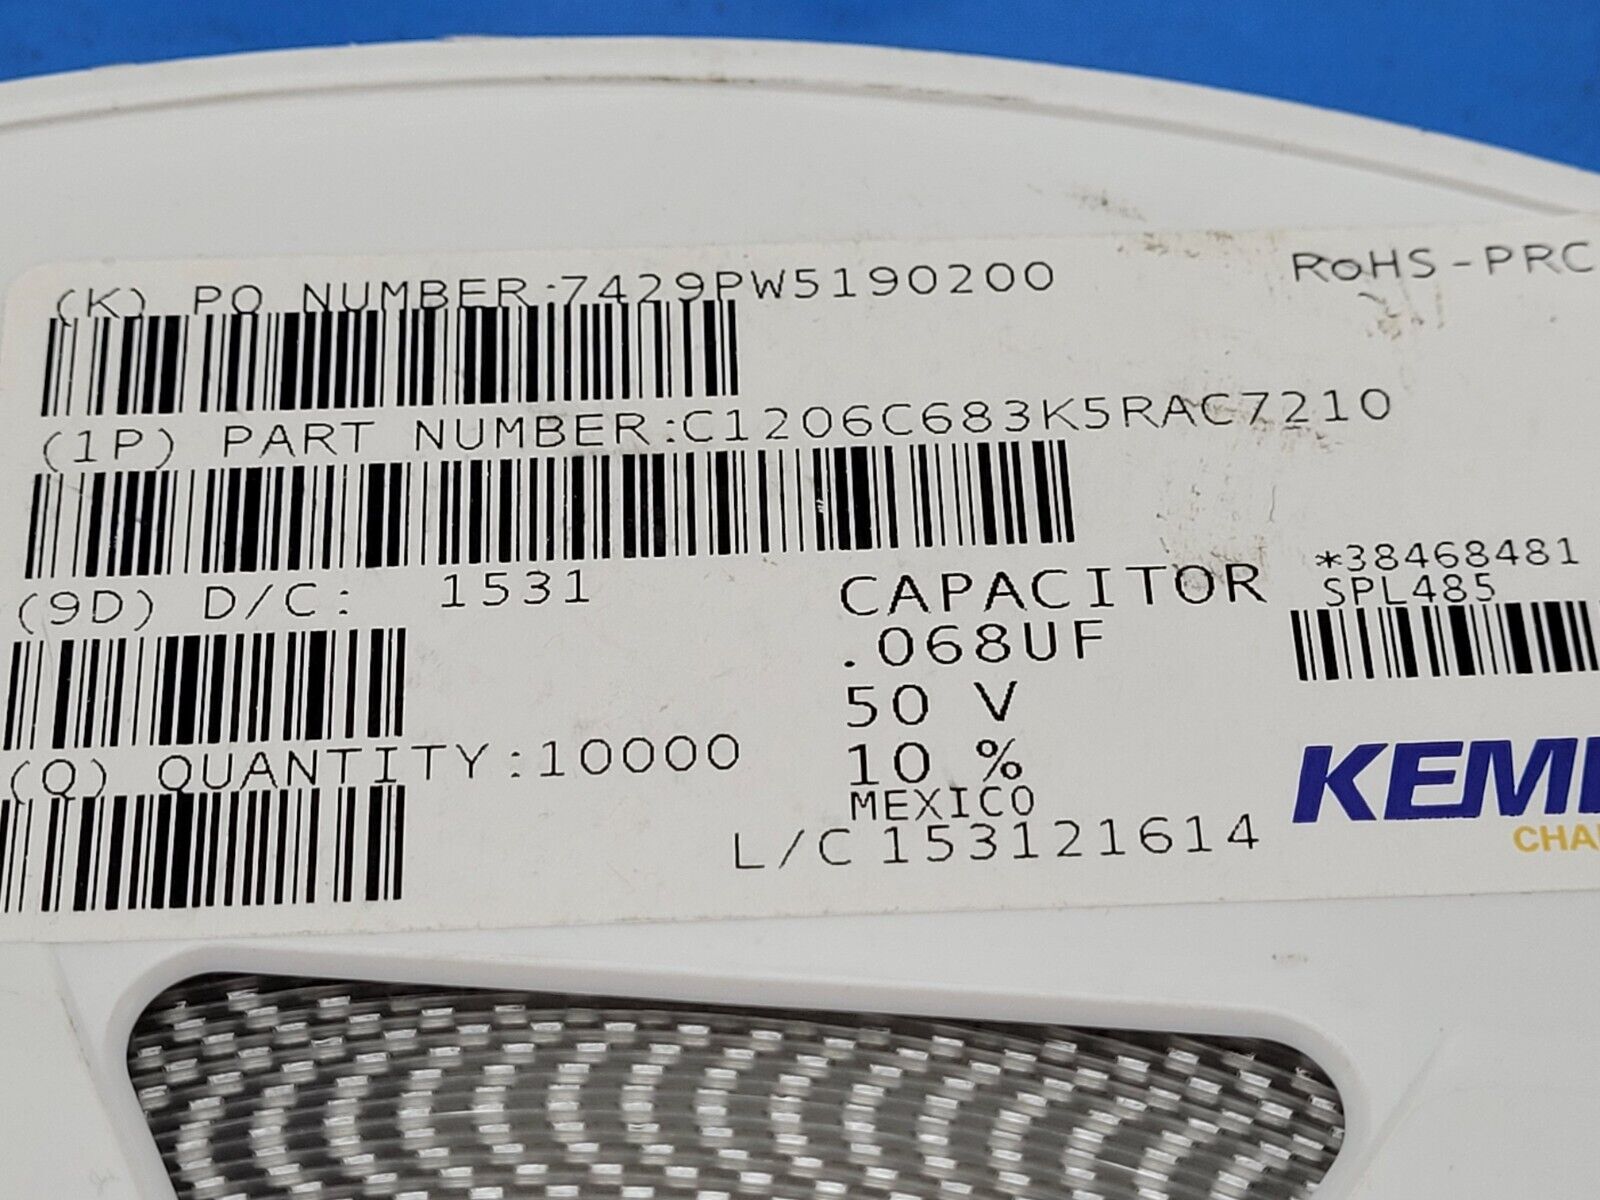 (K) PO NUMBER:7429PW5190200
RoHS-PRC
(1P) PART NUMBER:C1206C683K5RAC7210
(9D) D/C: 1531
CAPACITOR
.068UF
50 V
10 %
MEXICO
L/C 153121614
*38468481
SPL485
(Q) QUANTITY:10000